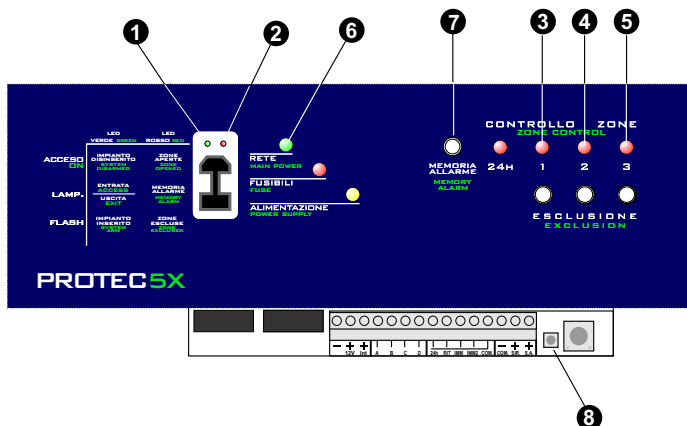 1
2
6
7
3
4
5
LED
VERDE GREEN
LED
ROSSO RED
ACCESO
ON
IMPIANTO
DISINSERITO
SYSTEM
DISARMED
ZONE
APERTE
ZONE
OPENED
LAMP.
ENTRATA
ACCESS
USCITA
EXIT
MEMORIA
ALLARME
MEMORY
ALARM
FLASH
IMPIANTO
INSERITO
SYSTEM
ARM
ZONE
ESCLUSE
ZONE
EXCLUDED
RETE
MAIN POWER
FUSIBILI
FUSE
ALIMENTAZIONE
POWER SUPPLY
MEMORIA
ALLARME
MEMORY
ALARM
CONTROLLO ZONE
ZONE CONTROL
24H 1 2 3
ESCLUSIONE
EXCLUSION
PROTEC5X
− + + − + +
12V Int A B C D 24h RIT IMM IMM2 COM. COM. SIR. S.A.
8